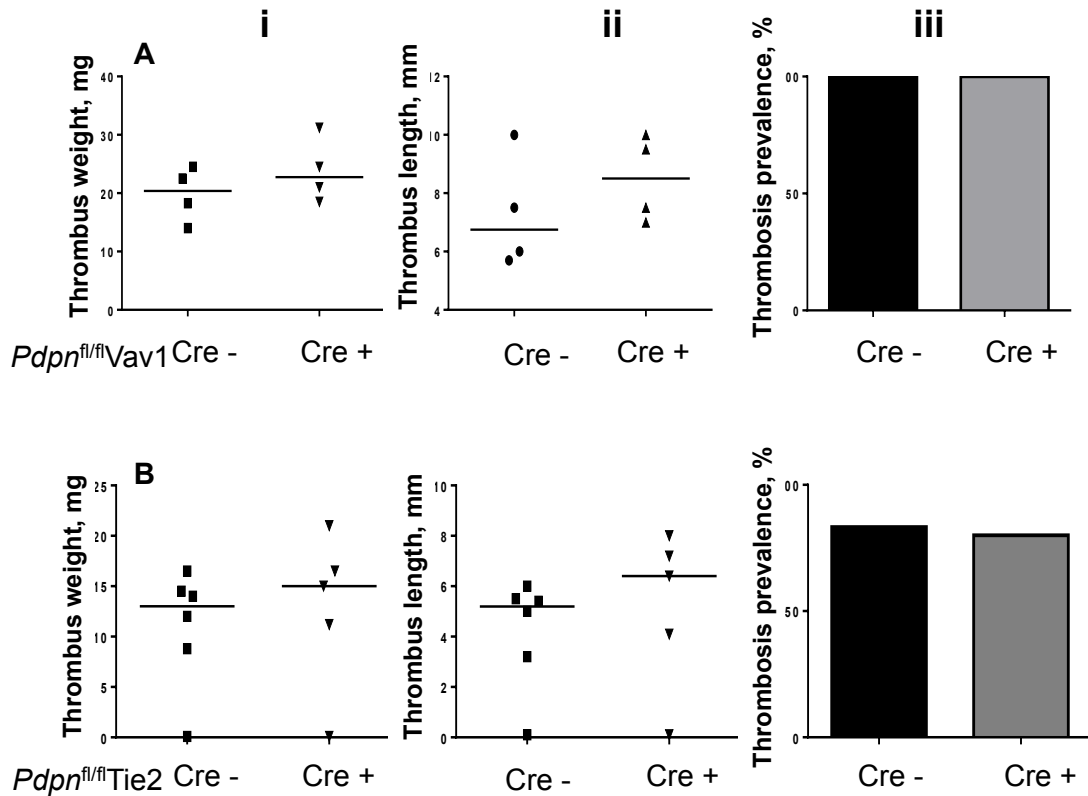 i
ii
iii
A
Thrombus weight, mg
40
30
20
10
0
Thrombus length, mm
12
10
8
6
4
Thrombosis prevalence, %
00
50
0
Pdpnfl/flVav1 Cre - Cre +
Cre - Cre +
Cre - Cre +
B
Thrombus weight, mg
25
20
15
10
5
0
Thrombus length, mm
10
8
6
4
2
0
Thrombosis prevalence, %
00
50
0
Pdpnfl/flTie2 Cre - Cre +
Cre - Cre +
Cre - Cre +